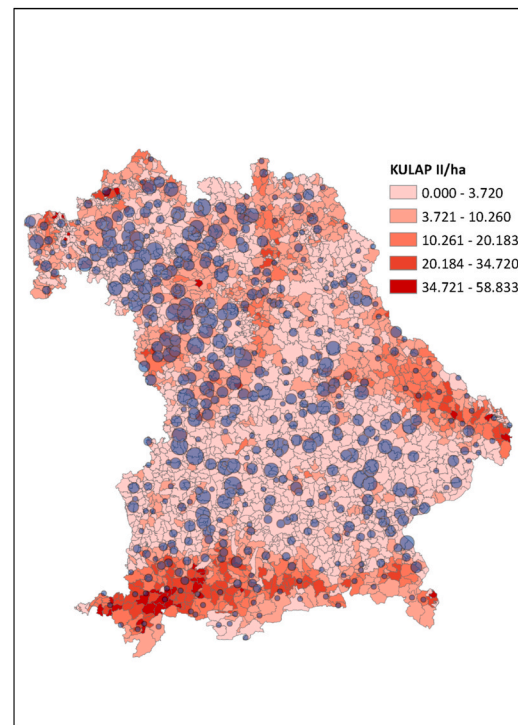 KULAP II/ha
0.000 - 3.720
3.721 - 10.260
10.261 - 20.183
20.184 - 34.720
34.721 - 58.833